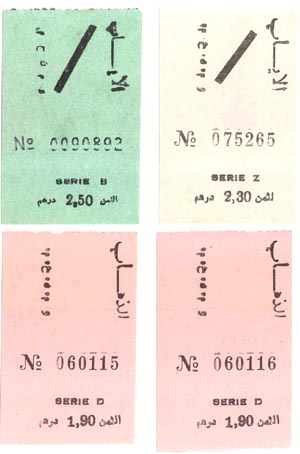 الإياب
№ 0090892
SERIE B
الثمن 2,50 درهم
الإياب
№ 075265
SERIE Z
الثمن 2,30 درهم
الذهاب
№ 060115
SERIE D
الثمن 1,90 درهم
الذهاب
№ 060116
SERIE D
الثمن 1,90 درهم